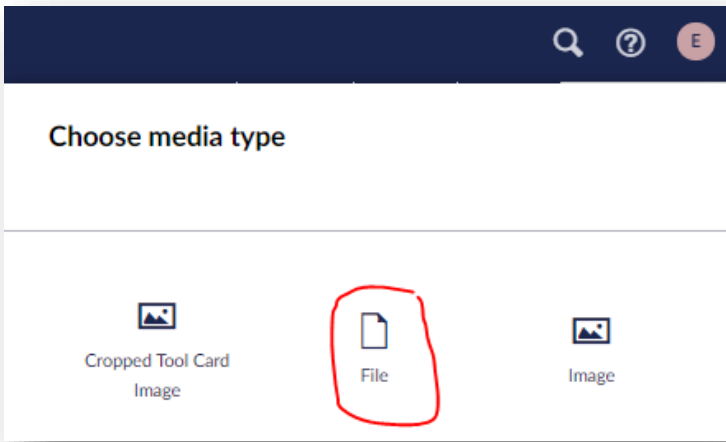 E
Choose media type
Cropped Tool Card
Image
File
Image